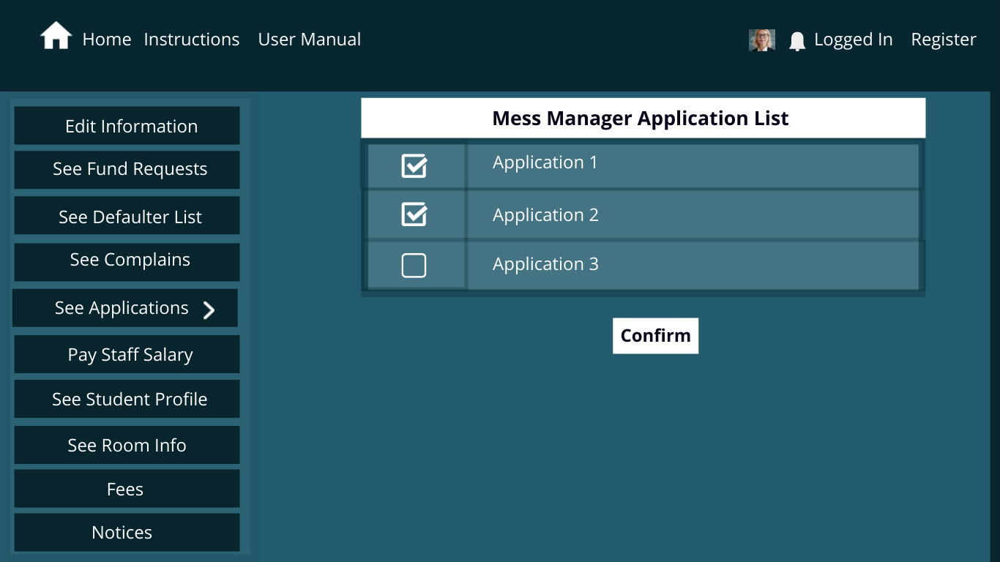 Home Instructions User Manual Logged In Register
Edit Information
See Fund Requests
See Defaulter List
See Complains
See Applications
Pay Staff Salary
See Student Profile
See Room Info
Fees
Notices
Mess Manager Application List
Application 1
Application 2
Application 3
Confirm